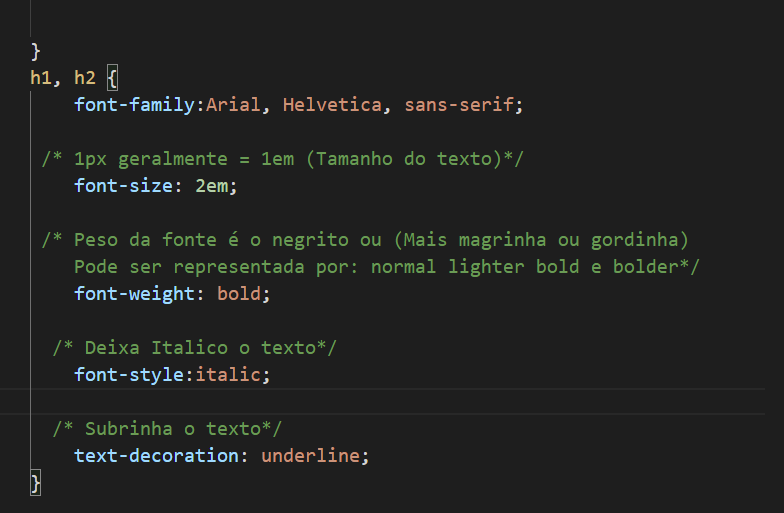 }
h1, h2 {
font-family:Arial, Helvetica, sans-serif;
/* 1px geralmente = 1em (Tamanho do texto)*/
font-size: 2em;
/* Peso da fonte é o negrito ou (Mais magrinha ou gordinha)
Pode ser representada por: normal lighter bold e bolder*/
font-weight: bold;
/* Deixa Italico o texto*/
font-style:italic;
/* Subrinha o texto*/
text-decoration: underline;
}